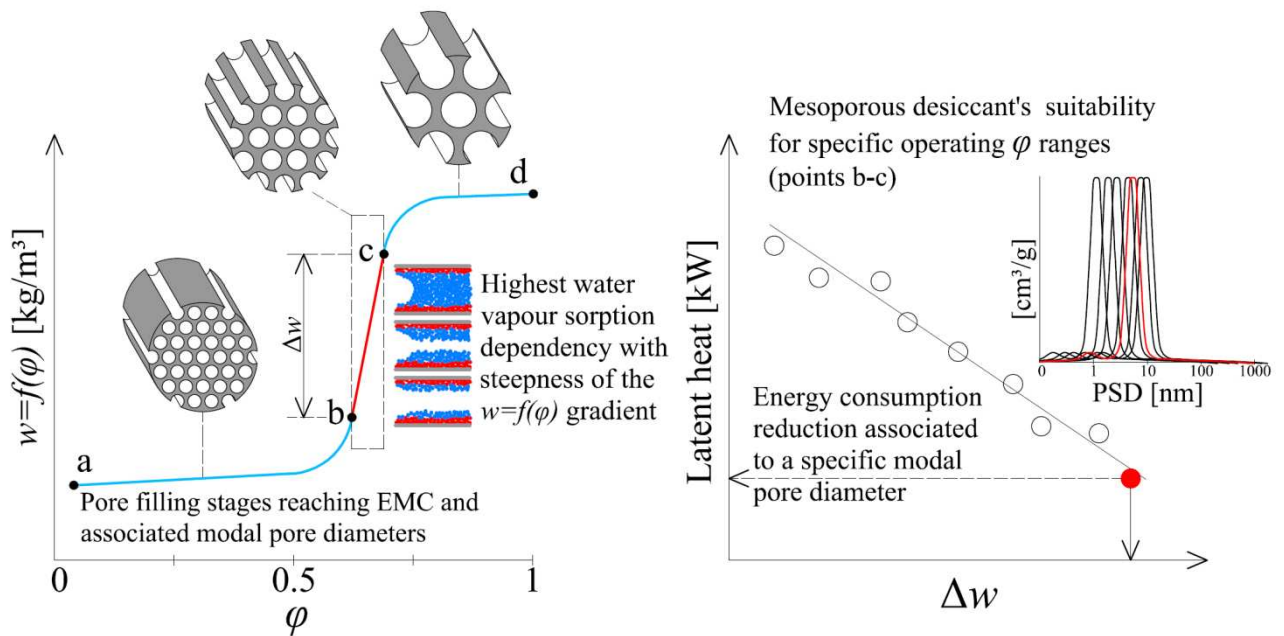 w=f(φ) [kg/m³]
a
b
c
d
Δw
Highest water
vapour sorption
dependency with
steepness of the
w=f(φ) gradient
Pore filling stages reaching EMC and
associated modal pore diameters
0
0.5
1
φ
Mesoporous desiccant's suitability
for specific operating φ ranges
(points b-c)
[cm³/g]
0
1
10
100
1000
PSD [nm]
Latent heat [kW]
Energy consumption
reduction associated
to a specific modal
pore diameter
Δw